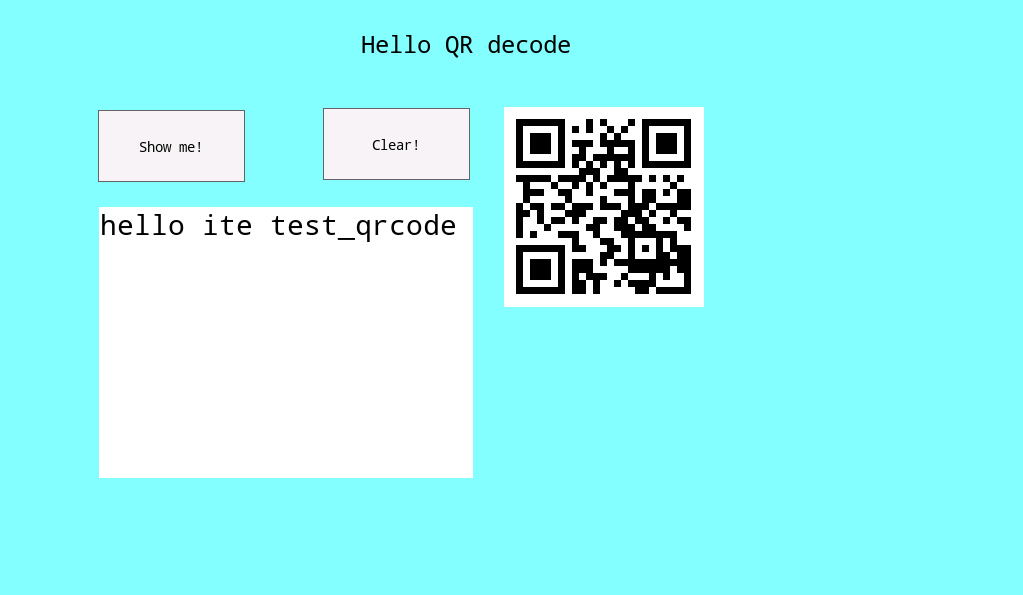 Hello QR decode
Show me!
Clear!
hello ite test_qrcode